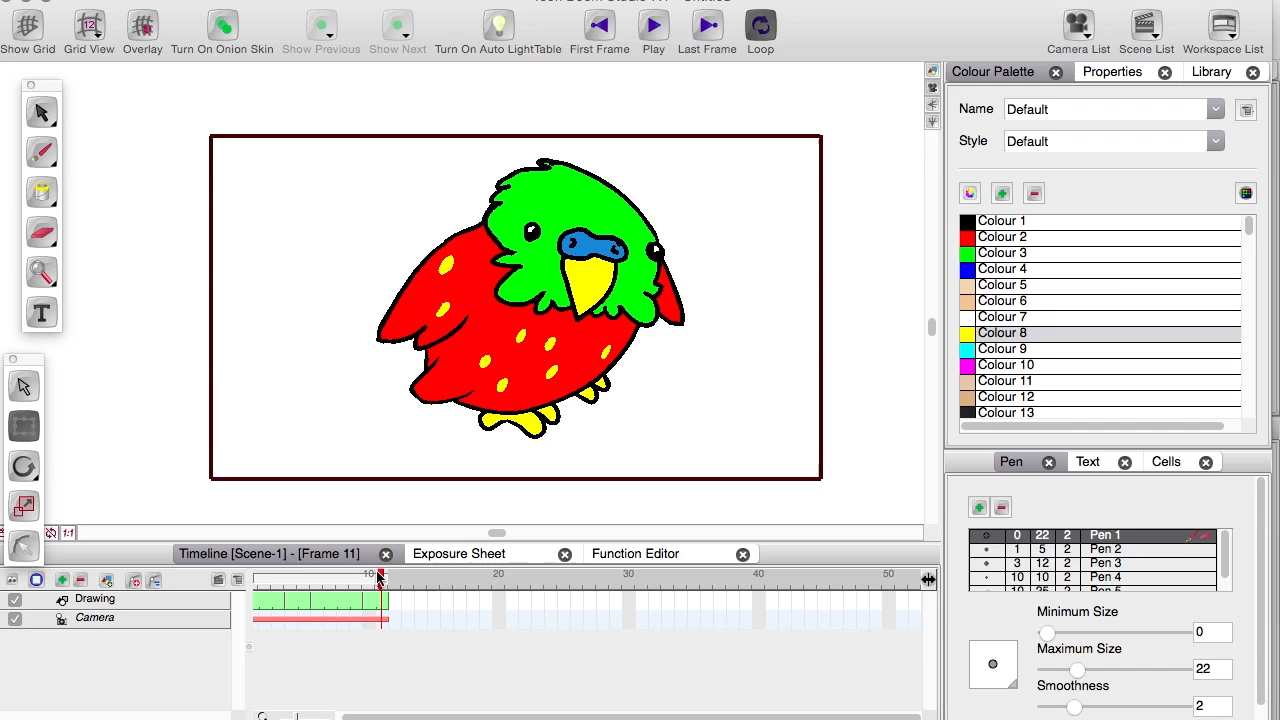 Show Grid Grid View Overlay Turn On Onion Skin Show Previous Show Next Turn On Auto LightTable First Frame Play Last Frame Loop Camera List Scene List Workspace List
12
Colour Palette Properties Library
Name Default
Style Default
Colour 1
Colour 2
Colour 3
Colour 4
Colour 5
Colour 6
Colour 7
Colour 8
Colour 9
Colour 10
Colour 11
Colour 12
Colour 13
T
Pen Text Cells
0 22 2 Pen 1
1 5 2 Pen 2
3 12 2 Pen 3
10 10 2 Pen 4
1:1
Timeline [Scene-1] - [Frame 11] Exposure Sheet Function Editor
10 20 30 40 50
Drawing
Camera
Minimum Size
0
Maximum Size
22
Smoothness
2